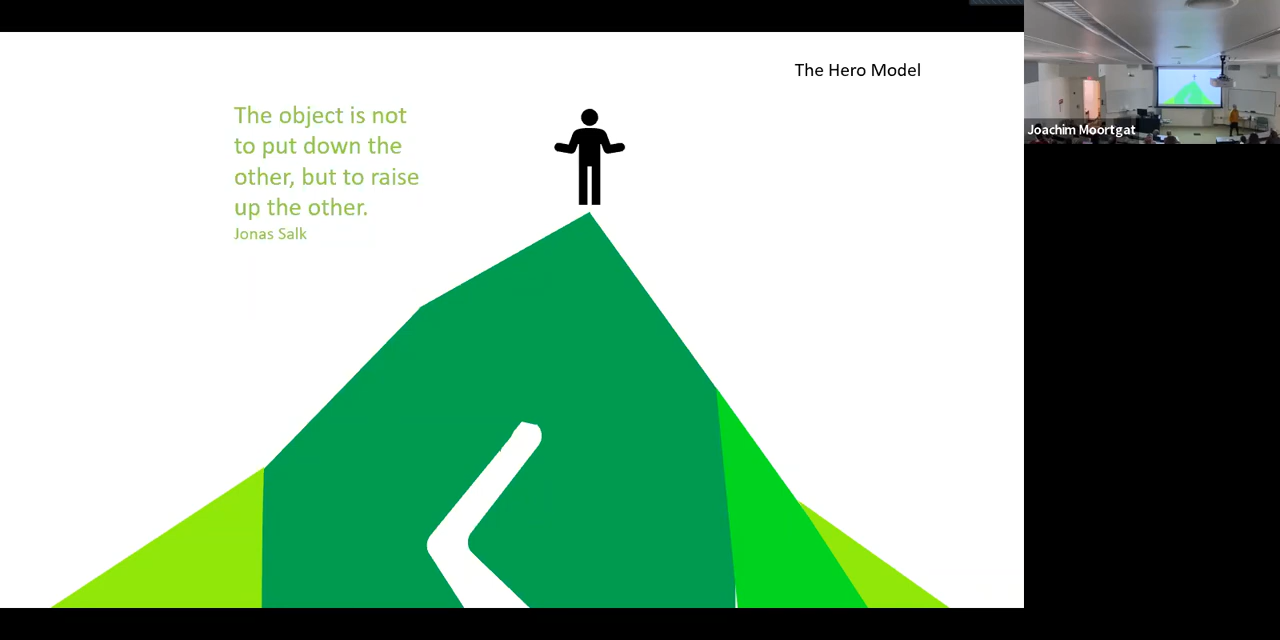 The Hero Model
The object is not
to put down the
other, but to raise
up the other.
Jonas Salk
Joachim Moortgat